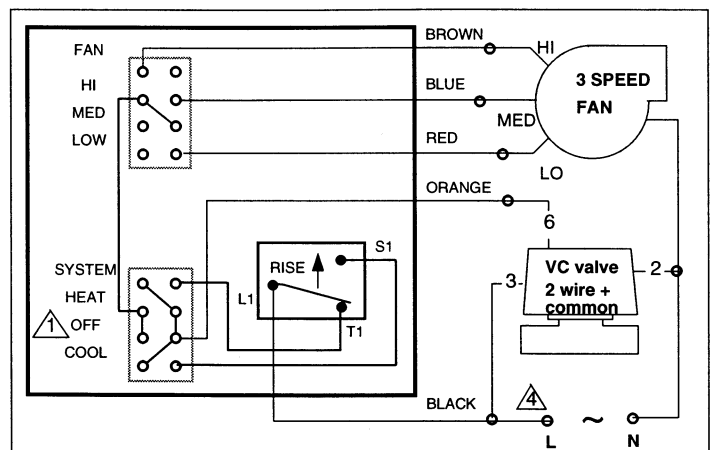 BROWN
FAN
HI
3 SPEED
FAN
HI
BLUE
MED
MED
LOW
RED
LO
ORANGE
6
S1
SYSTEM
RISE
VC valve
2
3
HEAT
L1
2 wire +
common
1
OFF
T1
COOL
BLACK
4
L
~
N